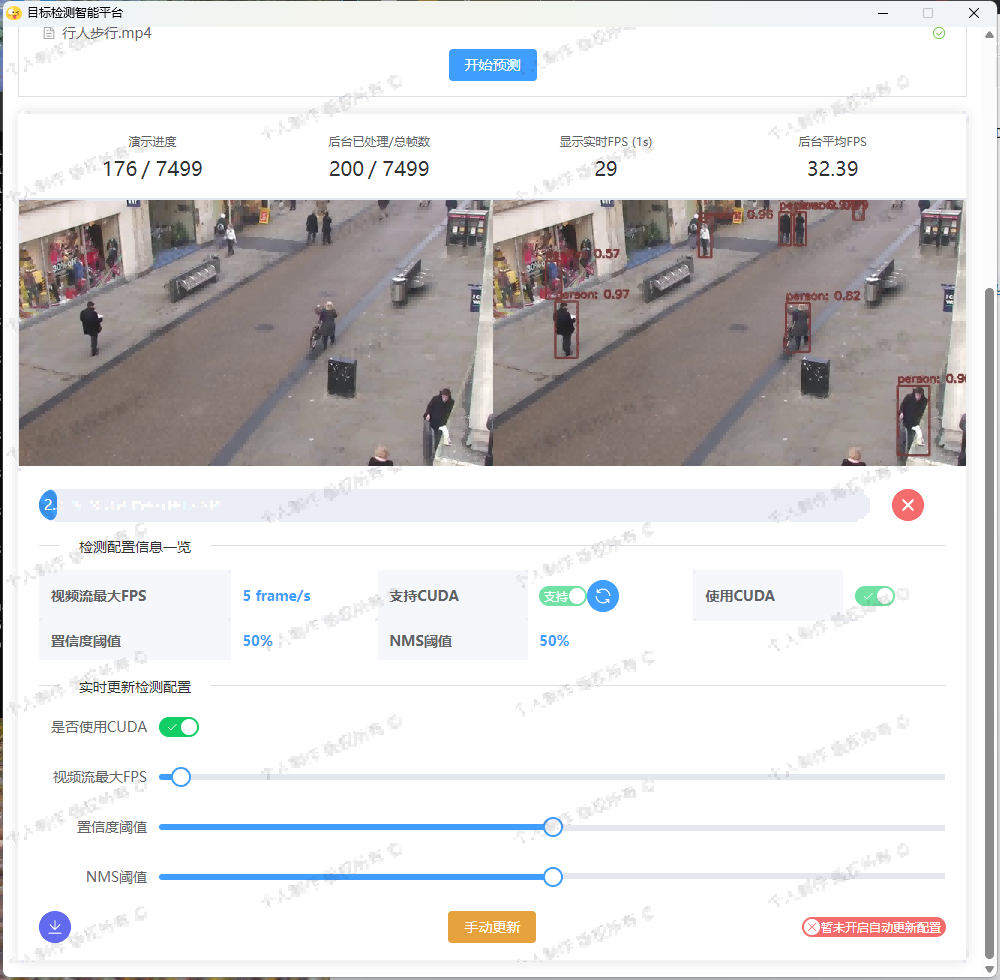 目标检测智能平台
行人步行.mp4
开始预测
演示进度 后台已处理/总帧数 显示实时FPS (1s) 后台平均FPS
176 / 7499 200 / 7499 29 32.39
person: 0.96
0.57
person: 0.97
person: 0.82
person: 0.9
2.
检测配置信息一览
视频流最大FPS 5 frame/s 支持CUDA 支持 使用CUDA
置信度阈值 50% NMS阈值 50%
实时更新检测配置
是否使用CUDA
视频流最大FPS
置信度阈值
NMS阈值
手动更新 暂未开启自动更新配置
个人制作 版权所有 ©